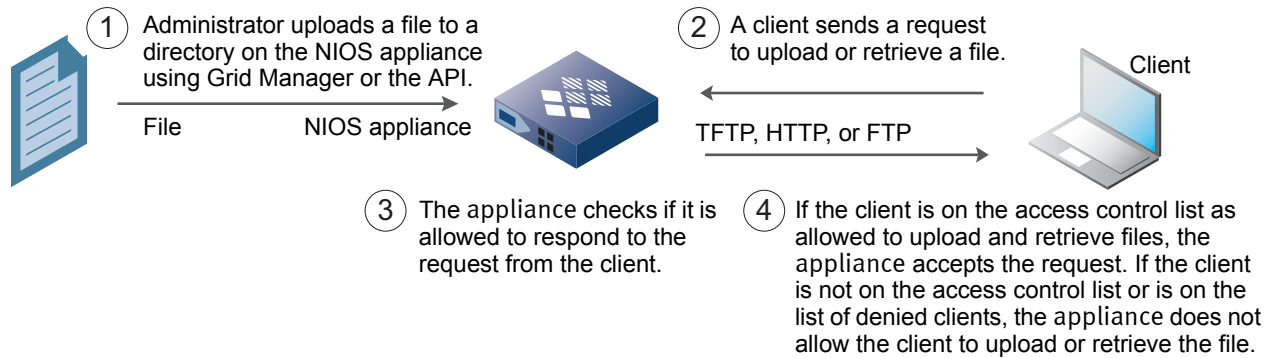 1 Administrator uploads a file to a
directory on the NIOS appliance
using Grid Manager or the API.
File
NIOS appliance
2 A client sends a request
to upload or retrieve a file.
Client
TFTP, HTTP, or FTP
3 The appliance checks if it is
allowed to respond to the
request from the client.
4 If the client is on the access control list as
allowed to upload and retrieve files, the
appliance accepts the request. If the client
is not on the access control list or is on the
list of denied clients, the appliance does not
allow the client to upload or retrieve the file.